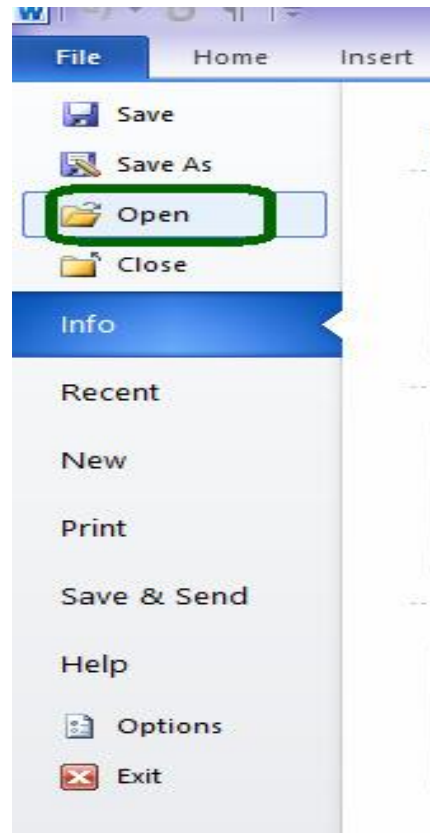 W
File Home Insert
Save
Save As
Open
Close
Info
Recent
New
Print
Save & Send
Help
Options
Exit